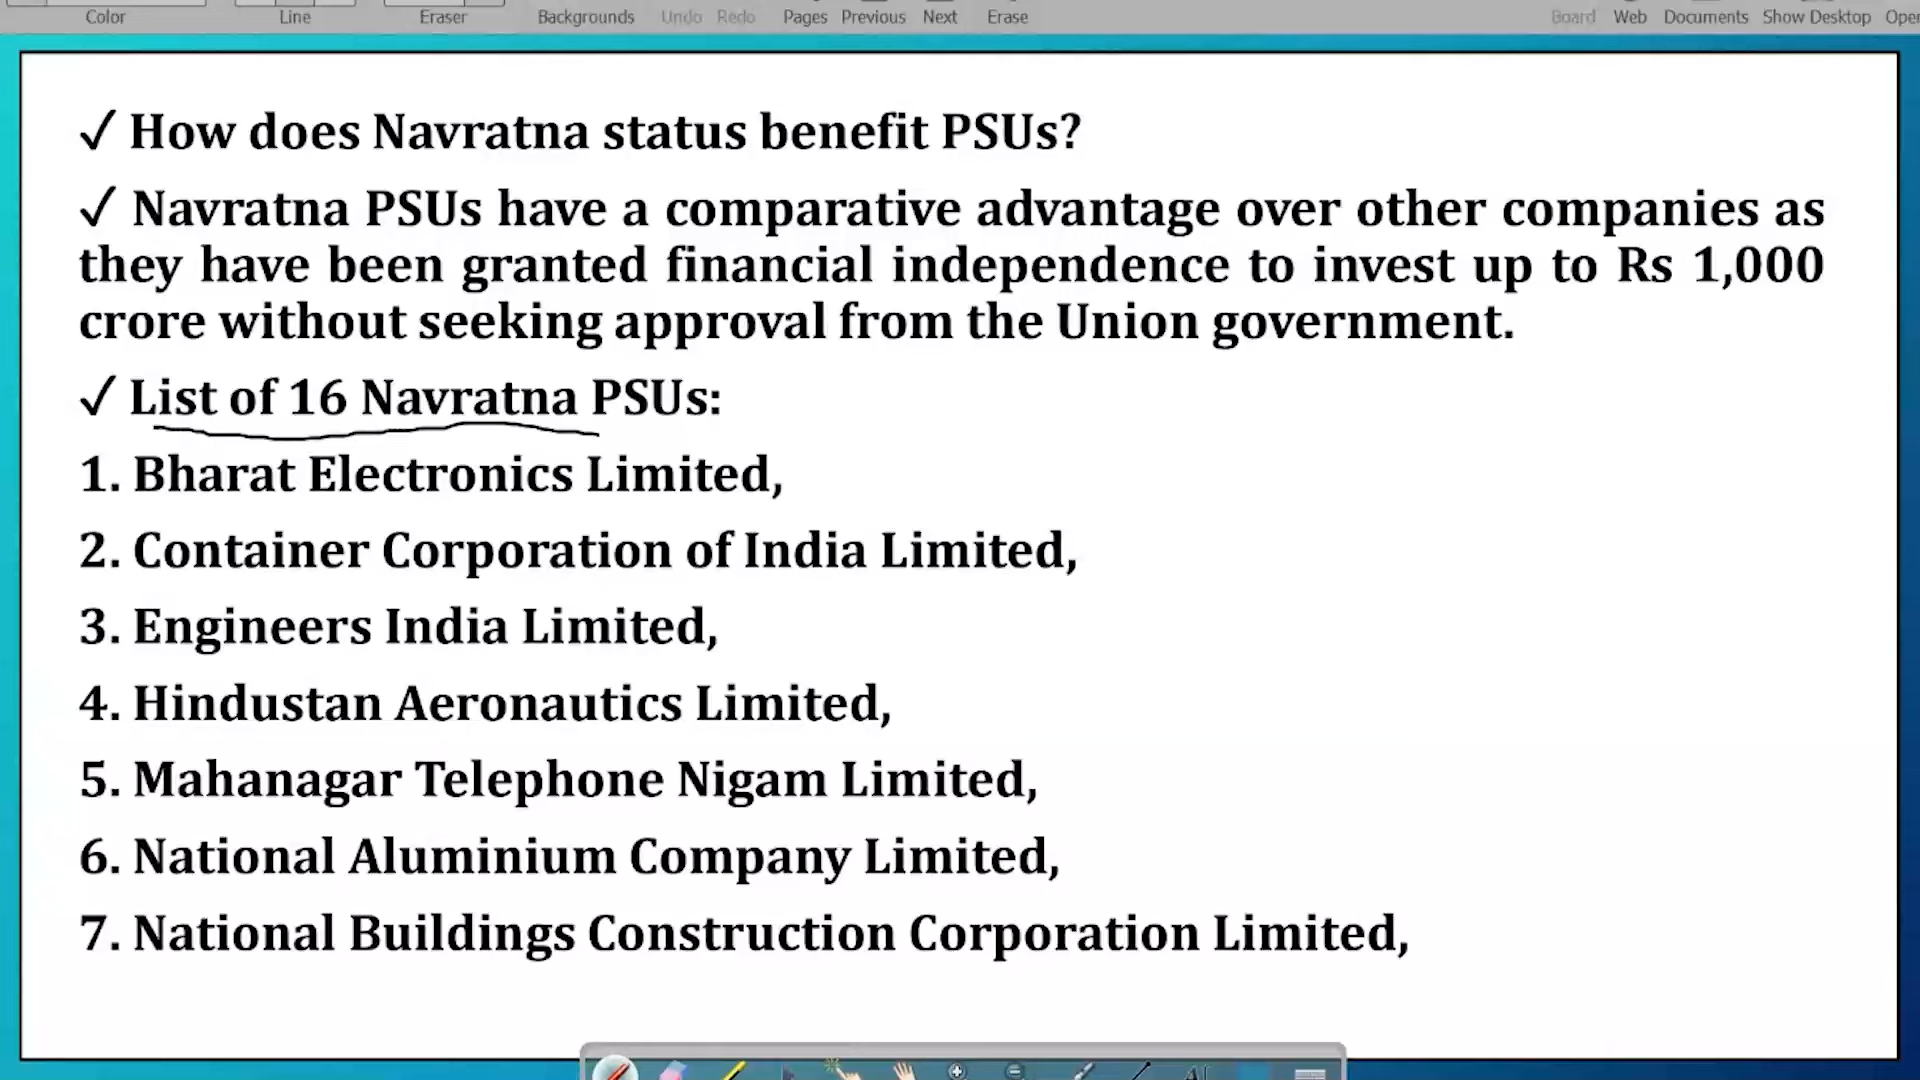 Color Line Eraser Backgrounds Undo Redo Pages Previous Next Erase Board Web Documents Show Desktop
✓ How does Navratna status benefit PSUs?
✓ Navratna PSUs have a comparative advantage over other companies as
they have been granted financial independence to invest up to Rs 1,000
crore without seeking approval from the Union government.
✓ List of 16 Navratna PSUs:
1. Bharat Electronics Limited,
2. Container Corporation of India Limited,
3. Engineers India Limited,
4. Hindustan Aeronautics Limited,
5. Mahanagar Telephone Nigam Limited,
6. National Aluminium Company Limited,
7. National Buildings Construction Corporation Limited,